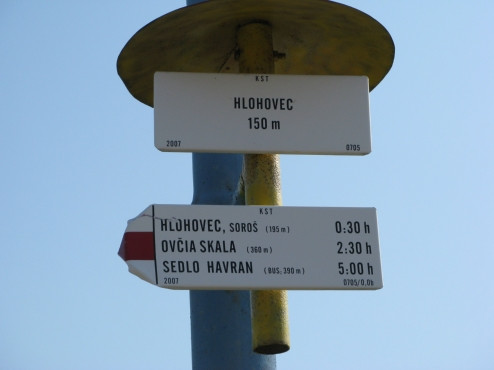 KST
HLOHOVEC
150 m
2007 0705
KST
HLOHOVEC, SOROŠ (195 m) 0:30 h
OVČIA SKALA (360 m) 2:30 h
SEDLO HAVRAN (BUS, 390 m) 5:00 h
2007 0705/0,0b